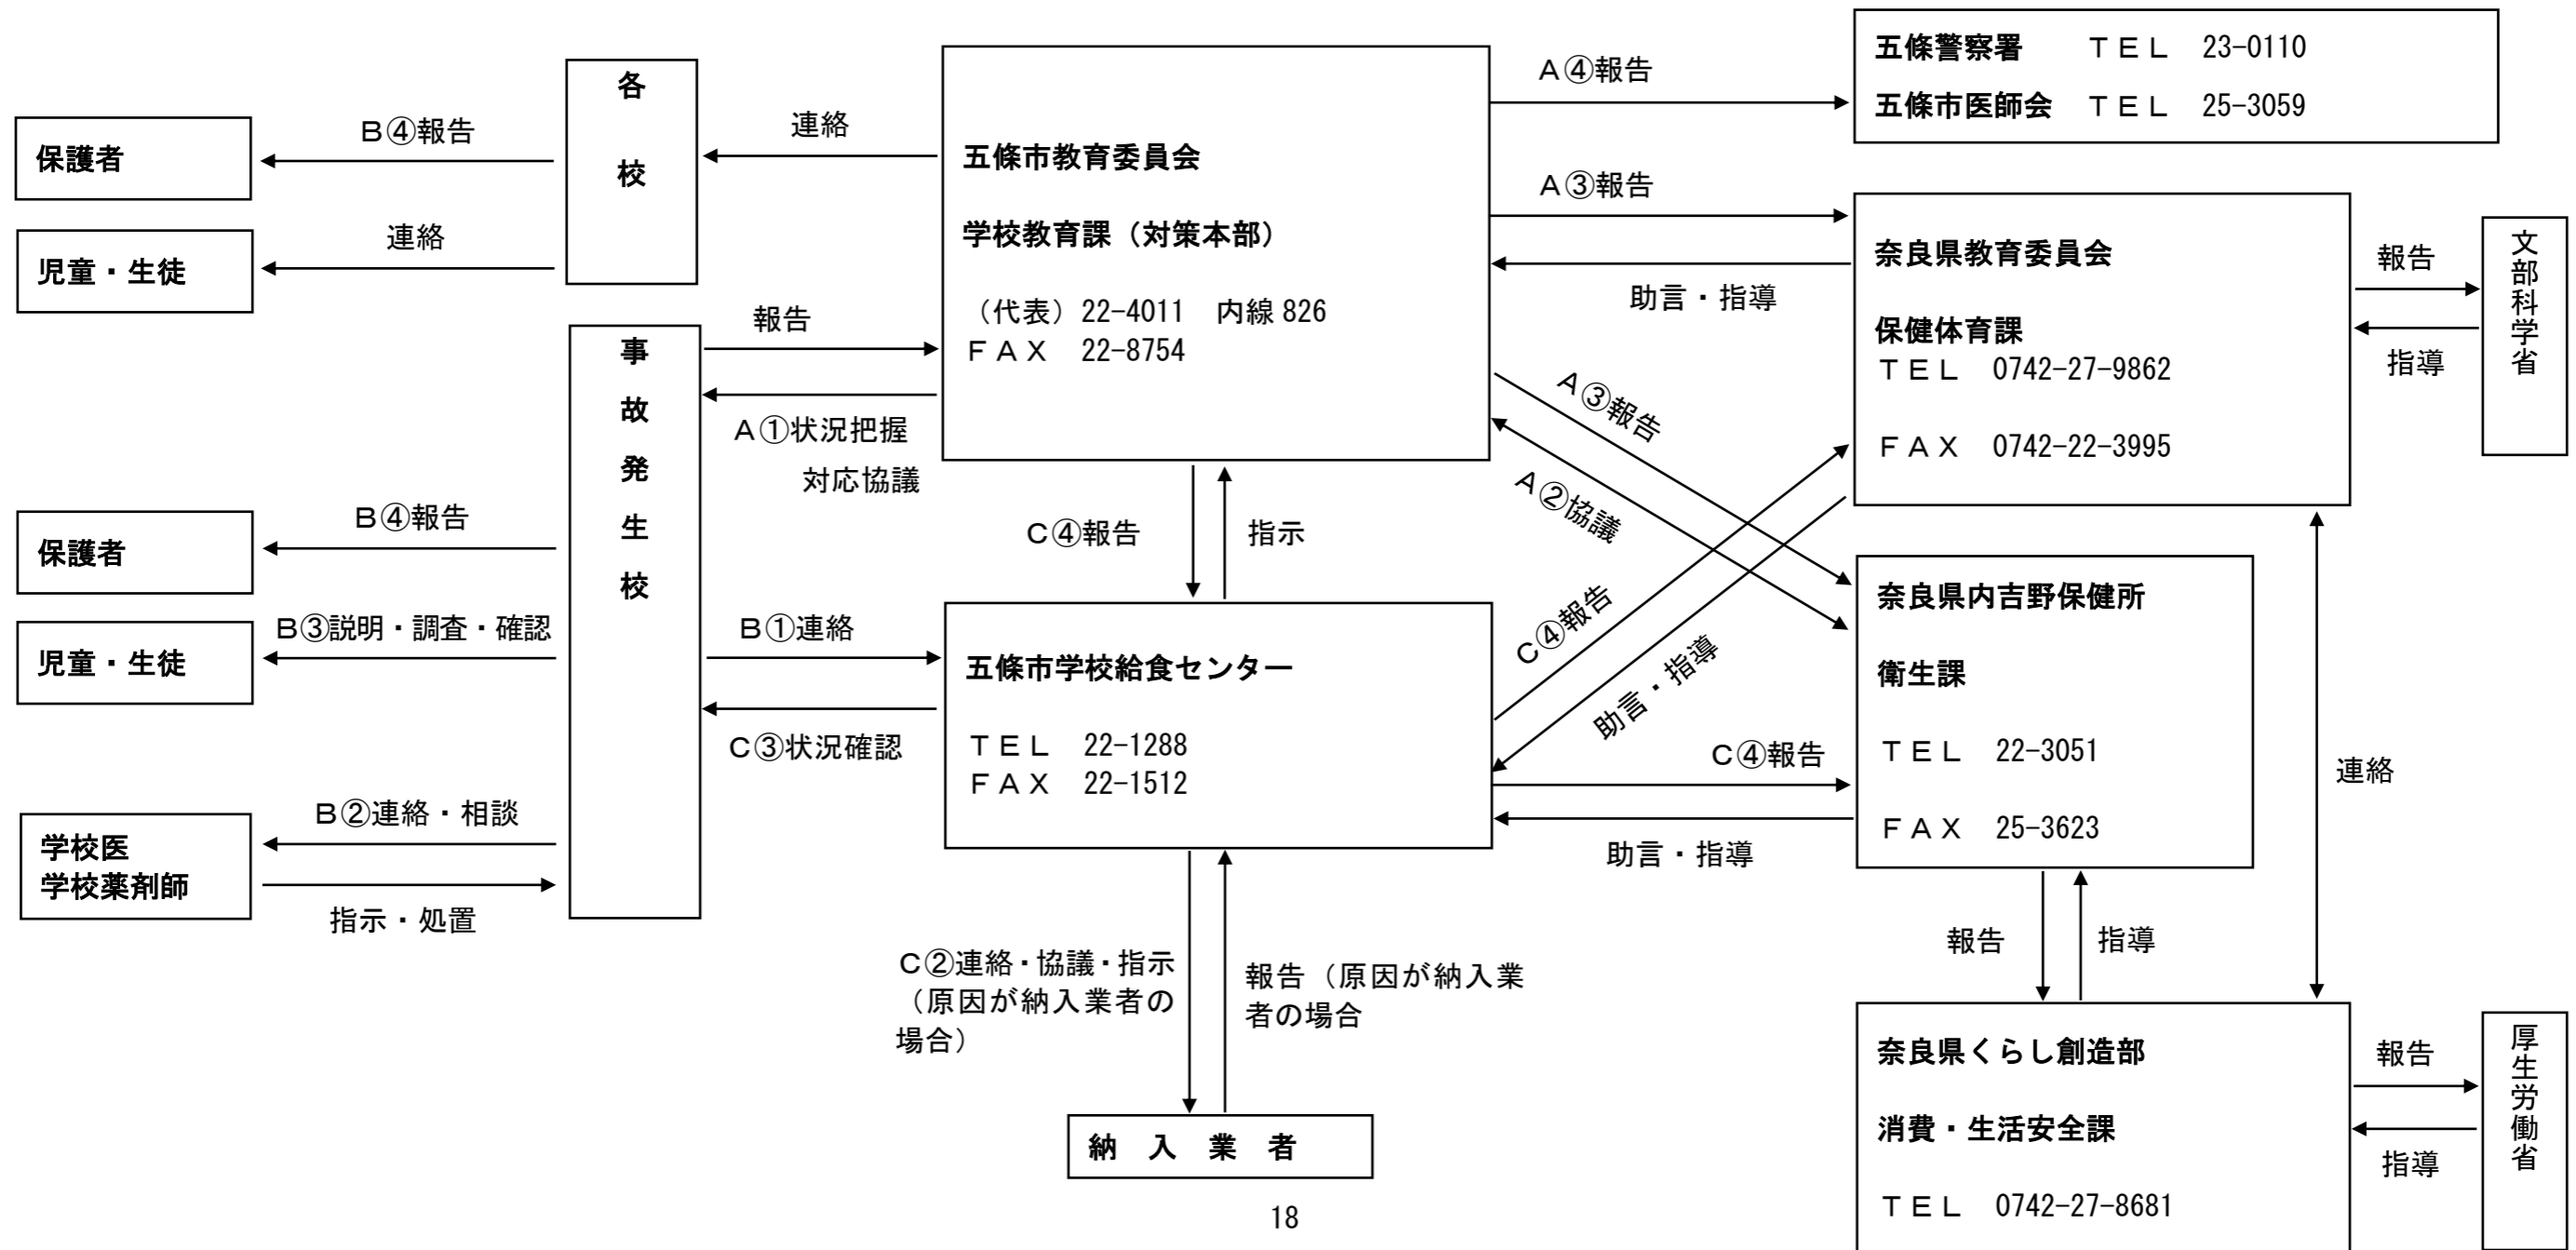 五條警察署　　ＴＥＬ　23-0110
五條市医師会　ＴＥＬ　25-3059
各校
Ａ④報告
連絡
Ｂ④報告
保護者
五條市教育委員会
学校教育課（対策本部）
（代表）22-4011　内線 826
ＦＡＸ　22-8754
Ａ③報告
助言・指導
奈良県教育委員会
保健体育課
ＴＥＬ　0742-27-9862
ＦＡＸ　0742-22-3995
報告
指導
文部科学省
連絡
児童・生徒
事故発生校
報告
Ａ①状況把握
対応協議
Ａ③報告
Ａ②協議
Ｃ④報告
指示
Ｂ④報告
保護者
Ｂ③説明・調査・確認
児童・生徒
Ｂ①連絡
Ｃ③状況確認
五條市学校給食センター
ＴＥＬ　22-1288
ＦＡＸ　22-1512
Ｃ④報告
助言・指導
Ｃ④報告
助言・指導
奈良県内吉野保健所
衛生課
ＴＥＬ　22-3051
ＦＡＸ　25-3623
連絡
Ｂ②連絡・相談
学校医
学校薬剤師
指示・処置
Ｃ②連絡・協議・指示
（原因が納入業者の
場合）
報告（原因が納入業
者の場合
報告
指導
納　入　業　者
奈良県くらし創造部
消費・生活安全課
ＴＥＬ　0742-27-8681
報告
指導
厚生労働省
18